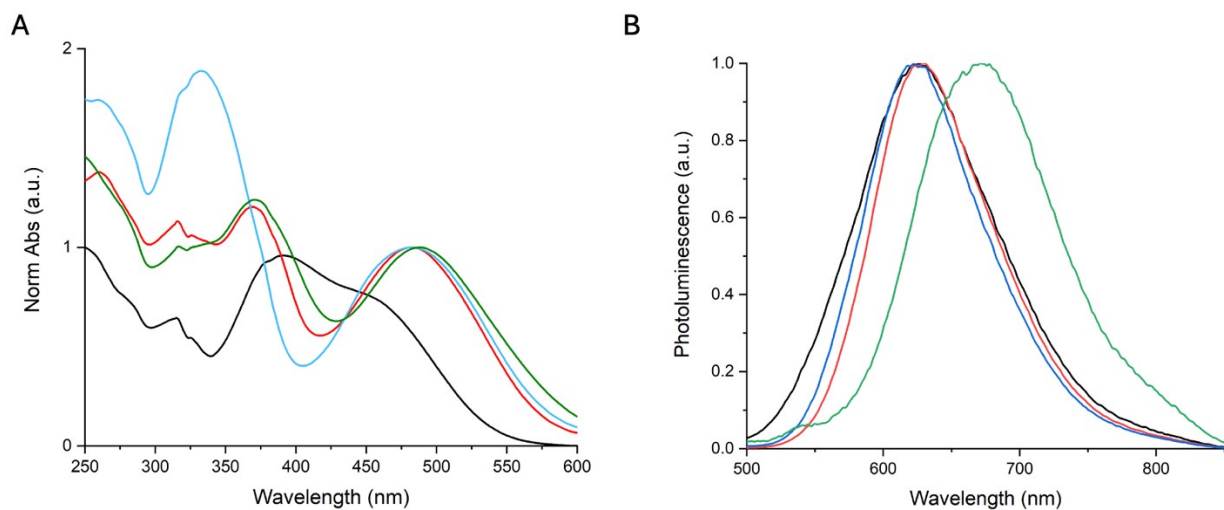 A
Norm Abs (a.u.)
2
1
0
250 300 350 400 450 500 550 600
Wavelength (nm)
B
Photoluminescence (a.u.)
1.0
0.8
0.6
0.4
0.2
0.0
500 600 700 800
Wavelength (nm)